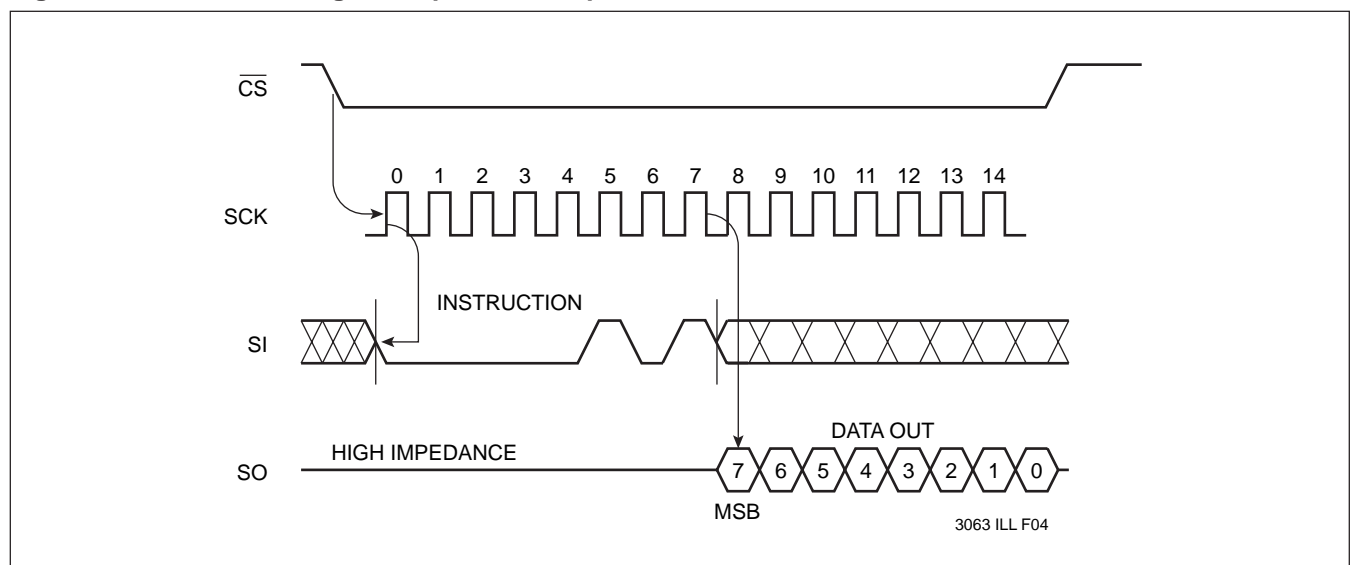 CS
0 1 2 3 4 5 6 7 8 9 10 11 12 13 14
SCK
INSTRUCTION
SI
DATA OUT
HIGH IMPEDANCE
SO
7 6 5 4 3 2 1 0
MSB
3063 ILL F04